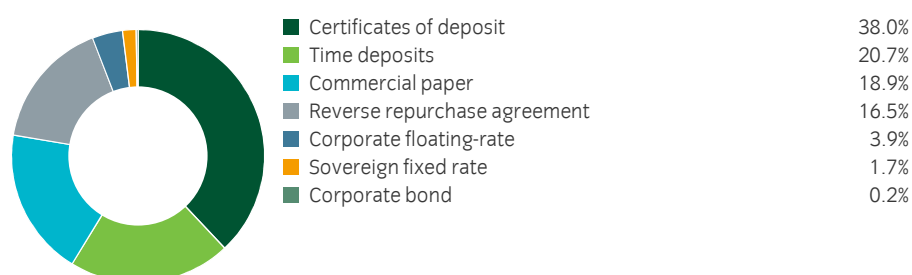 Certificates of deposit 38.0%
Time deposits 20.7%
Commercial paper 18.9%
Reverse repurchase agreement 16.5%
Corporate floating-rate 3.9%
Sovereign fixed rate 1.7%
Corporate bond 0.2%